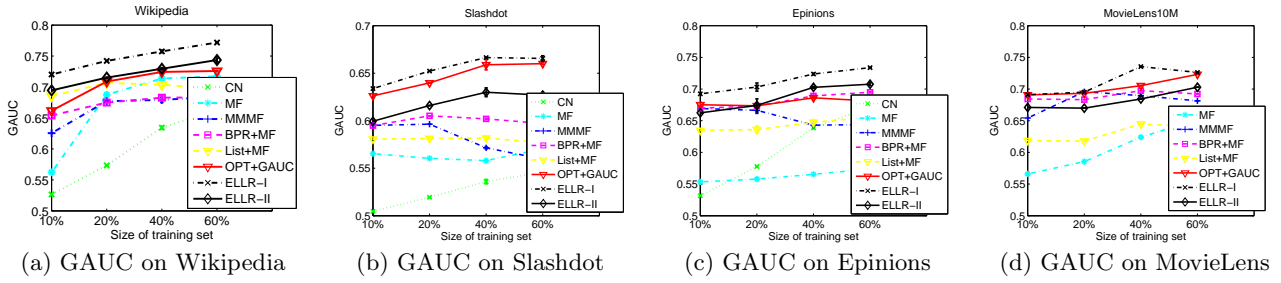 Wikipedia
0.8
0.75
0.7
0.65
0.6
0.55
0.5
GAUC
10% 20% 40% 60%
Size of training set
CN
MF
MMMF
BPR+MF
List+MF
OPT+GAUC
ELLR-I
ELLR-II
(a) GAUC on Wikipedia
Slashdot
0.7
0.65
0.6
0.55
0.5
GAUC
10% 20% 40% 60%
Size of training set
CN
MF
MMMF
BPR+MF
List+MF
OPT+GAUC
ELLR-I
ELLR-II
(b) GAUC on Slashdot
Epinions
0.8
0.75
0.7
0.65
0.6
0.55
0.5
GAUC
10% 20% 40% 60%
Size of training set
CN
MF
MMMF
BPR+MF
List+MF
OPT+GAUC
ELLR-I
ELLR-II
(c) GAUC on Epinions
MovieLens10M
0.8
0.75
0.7
0.65
0.6
0.55
0.5
GAUC
10% 20% 40% 60%
Size of training set
MF
MMMF
BPR+MF
List+MF
OPT+GAUC
ELLR-I
ELLR-II
(d) GAUC on MovieLens